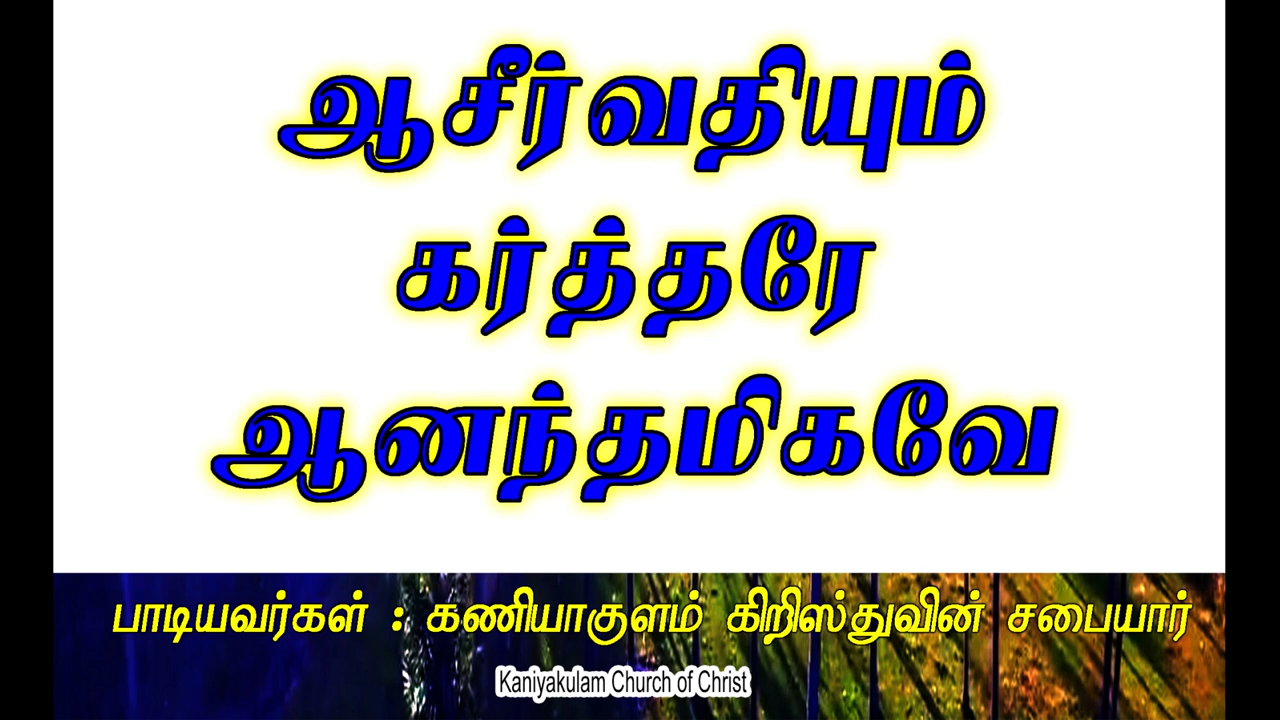 ஆசீர்வதியும்
கர்த்தரே
ஆனந்தமிகவே
பாடியவர்கள் : கணியாகுளம் கிறிஸ்துவின் சபையார்
Kaniyakulam Church of Christ